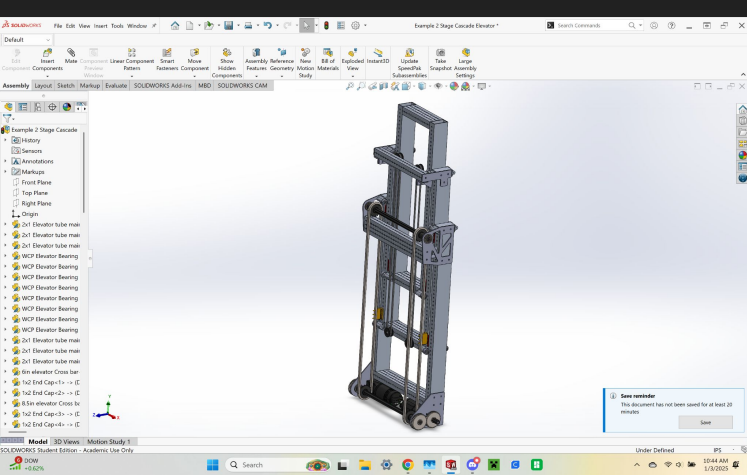 SOLIDWORKS File Edit View Insert Tools Window Example 2 Stage Cascade Elevator * Search Commands
Default
Edit Component Insert Components Mate Component Preview Window Linear Component Pattern Smart Fasteners Move Component Show Hidden Components Assembly Features Reference Geometry New Motion Study Bill of Materials Exploded View Instant3D Update SpeedPak Subassemblies Take Snapshot Large Assembly Settings
Assembly Layout Sketch Markup Evaluate SOLIDWORKS Add-Ins MBD SOLIDWORKS CAM
Example 2 Stage Cascade
History
Sensors
Annotations
Markups
Front Plane
Top Plane
Right Plane
Origin
2x1 Elevator tube mai
2x1 Elevator tube mai
2x1 Elevator tube mai
WCP Elevator Bearing
WCP Elevator Bearing
WCP Elevator Bearing
WCP Elevator Bearing
WCP Elevator Bearing
WCP Elevator Bearing
WCP Elevator Bearing
WCP Elevator Bearing
2x1 Elevator tube mai
2x1 Elevator tube mai
2x1 Elevator tube mai
6in elevator Cross bar
1x2 End Cap<1> -> (D
1x2 End Cap<2> -> (D
8.5in elevator Cross b
1x2 End Cap<3> -> (D
1x2 End Cap<4> -> (D
Y
Z X
Save reminder
This document has not been saved for at least 20
minutes
Save
Model 3D Views Motion Study 1
SOLIDWORKS Student Edition - Academic Use Only Under Defined IPS
DOW
+0.62%
Search
10:44 AM
1/3/2025